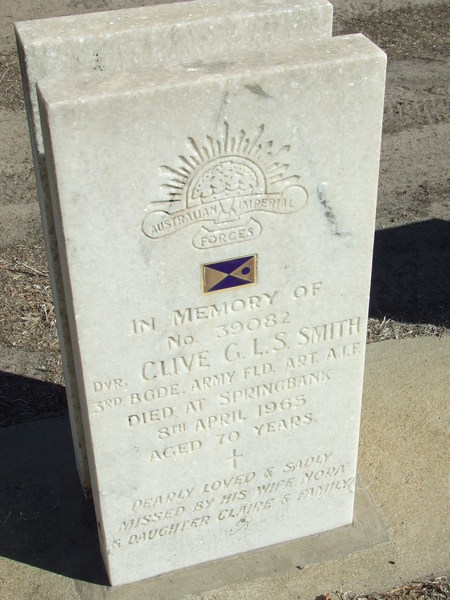 AUSTRALIAN IMPERIAL
FORCES
IN MEMORY OF
No. 39082
DVR. CLIVE G. L. S. SMITH
3RD BGDE. ARMY FLD. ART. A.I.F.
DIED AT SPRINGBANK
8TH APRIL 1965
AGED 70 YEARS.
DEARLY LOVED & SADLY
MISSED BY HIS WIFE NORA
& DAUGHTER CLAIRE & FAMILY